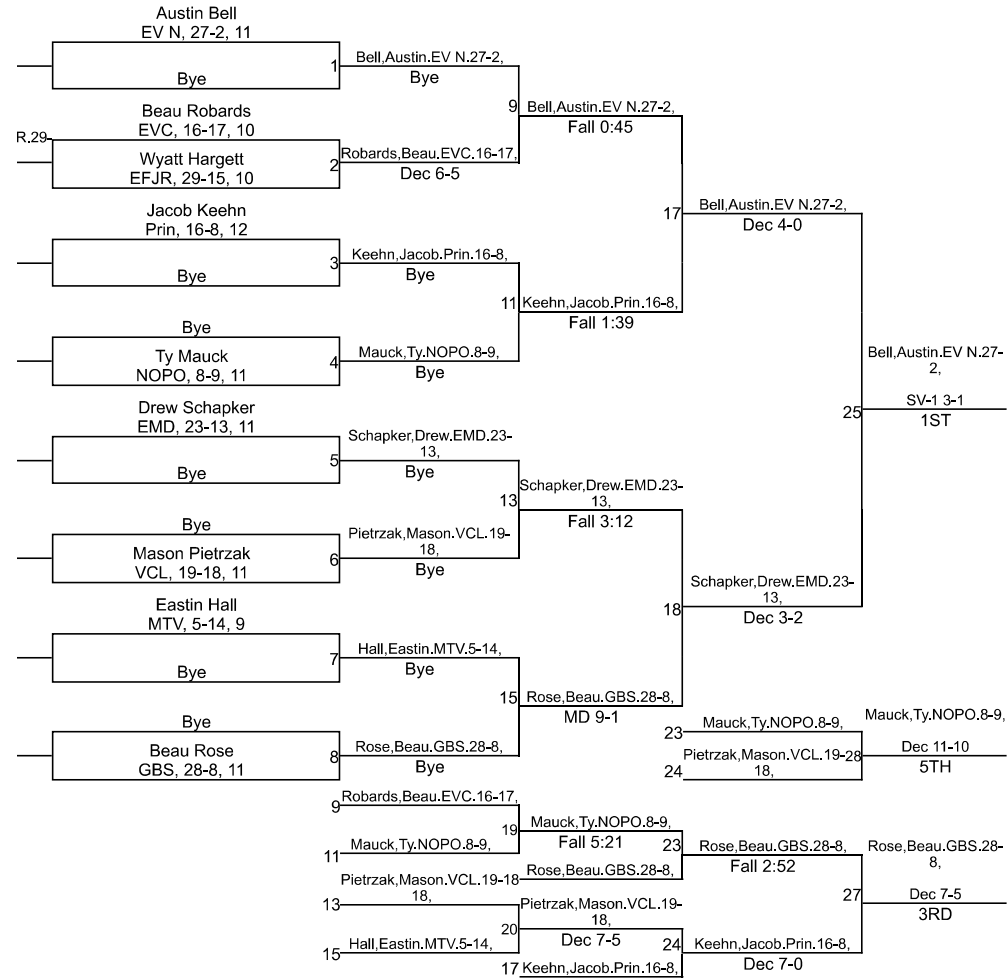 Austin Bell
EV N, 27-2, 11
Bye
1
Bell,Austin.EV N.27-2,
Bye
9
Bell,Austin.EV N.27-2,
Fall 0:45
Beau Robards
EVC, 16-17, 10
R.29-
Wyatt Hargett
EFJR, 29-15, 10
2
Robards,Beau.EVC.16-17,
Dec 6-5
17
Bell,Austin.EV N.27-2,
Dec 4-0
Jacob Keehn
Prin, 16-8, 12
Bye
3
Keehn,Jacob.Prin.16-8,
Bye
11
Keehn,Jacob.Prin.16-8,
Fall 1:39
Bye
Ty Mauck
NOPO, 8-9, 11
4
Mauck,Ty.NOPO.8-9,
Bye
Bell,Austin.EV N.27-
2,
25
SV-1 3-1
1ST
Drew Schapker
EMD, 23-13, 11
Bye
5
Schapker,Drew.EMD.23-
13,
Bye
13
Schapker,Drew.EMD.23-
13,
Fall 3:12
Bye
Mason Pietrzak
VCL, 19-18, 11
6
Pietrzak,Mason.VCL.19-
18,
Bye
18
Schapker,Drew.EMD.23-
13,
Dec 3-2
Eastin Hall
MTV, 5-14, 9
Bye
7
Hall,Eastin.MTV.5-14,
Bye
15
Rose,Beau.GBS.28-8,
MD 9-1
Bye
Beau Rose
GBS, 28-8, 11
8
Rose,Beau.GBS.28-8,
Bye
23
Mauck,Ty.NOPO.8-9,
24
Pietrzak,Mason.VCL.19-
18,
28
Mauck,Ty.NOPO.8-9,
Dec 11-10
5TH
9
Robards,Beau.EVC.16-17,
11
Mauck,Ty.NOPO.8-9,
19
Mauck,Ty.NOPO.8-9,
Fall 5:21
Rose,Beau.GBS.28-8,
23
Rose,Beau.GBS.28-8,
Fall 2:52
13
Pietrzak,Mason.VCL.19-18
18,
15
Hall,Eastin.MTV.5-14,
20
Pietrzak,Mason.VCL.19-
18,
Dec 7-5
17
Keehn,Jacob.Prin.16-8,
24
Keehn,Jacob.Prin.16-8,
Dec 7-0
27
Rose,Beau.GBS.28-
8,
Dec 7-5
3RD